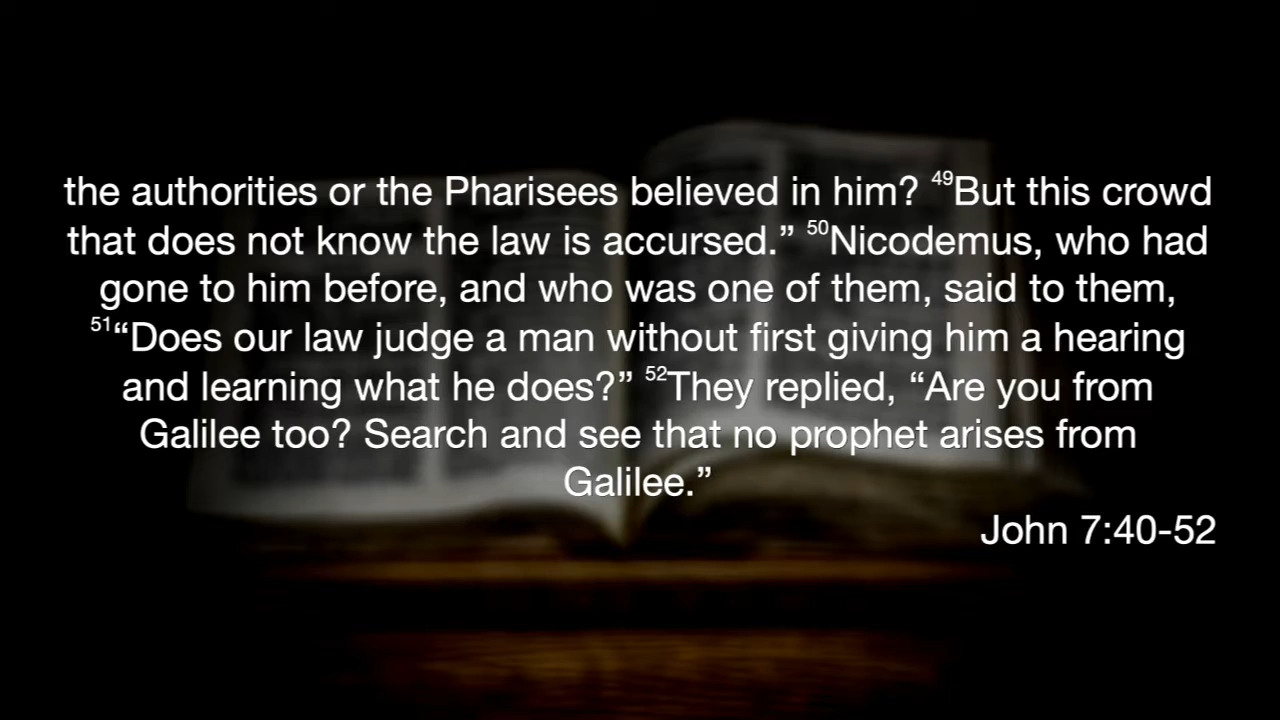 the authorities or the Pharisees believed in him? ⁴⁹But this crowd
that does not know the law is accursed.” ⁵⁰Nicodemus, who had
gone to him before, and who was one of them, said to them,
⁵¹“Does our law judge a man without first giving him a hearing
and learning what he does?” ⁵²They replied, “Are you from
Galilee too? Search and see that no prophet arises from
Galilee.”
John 7:40-52